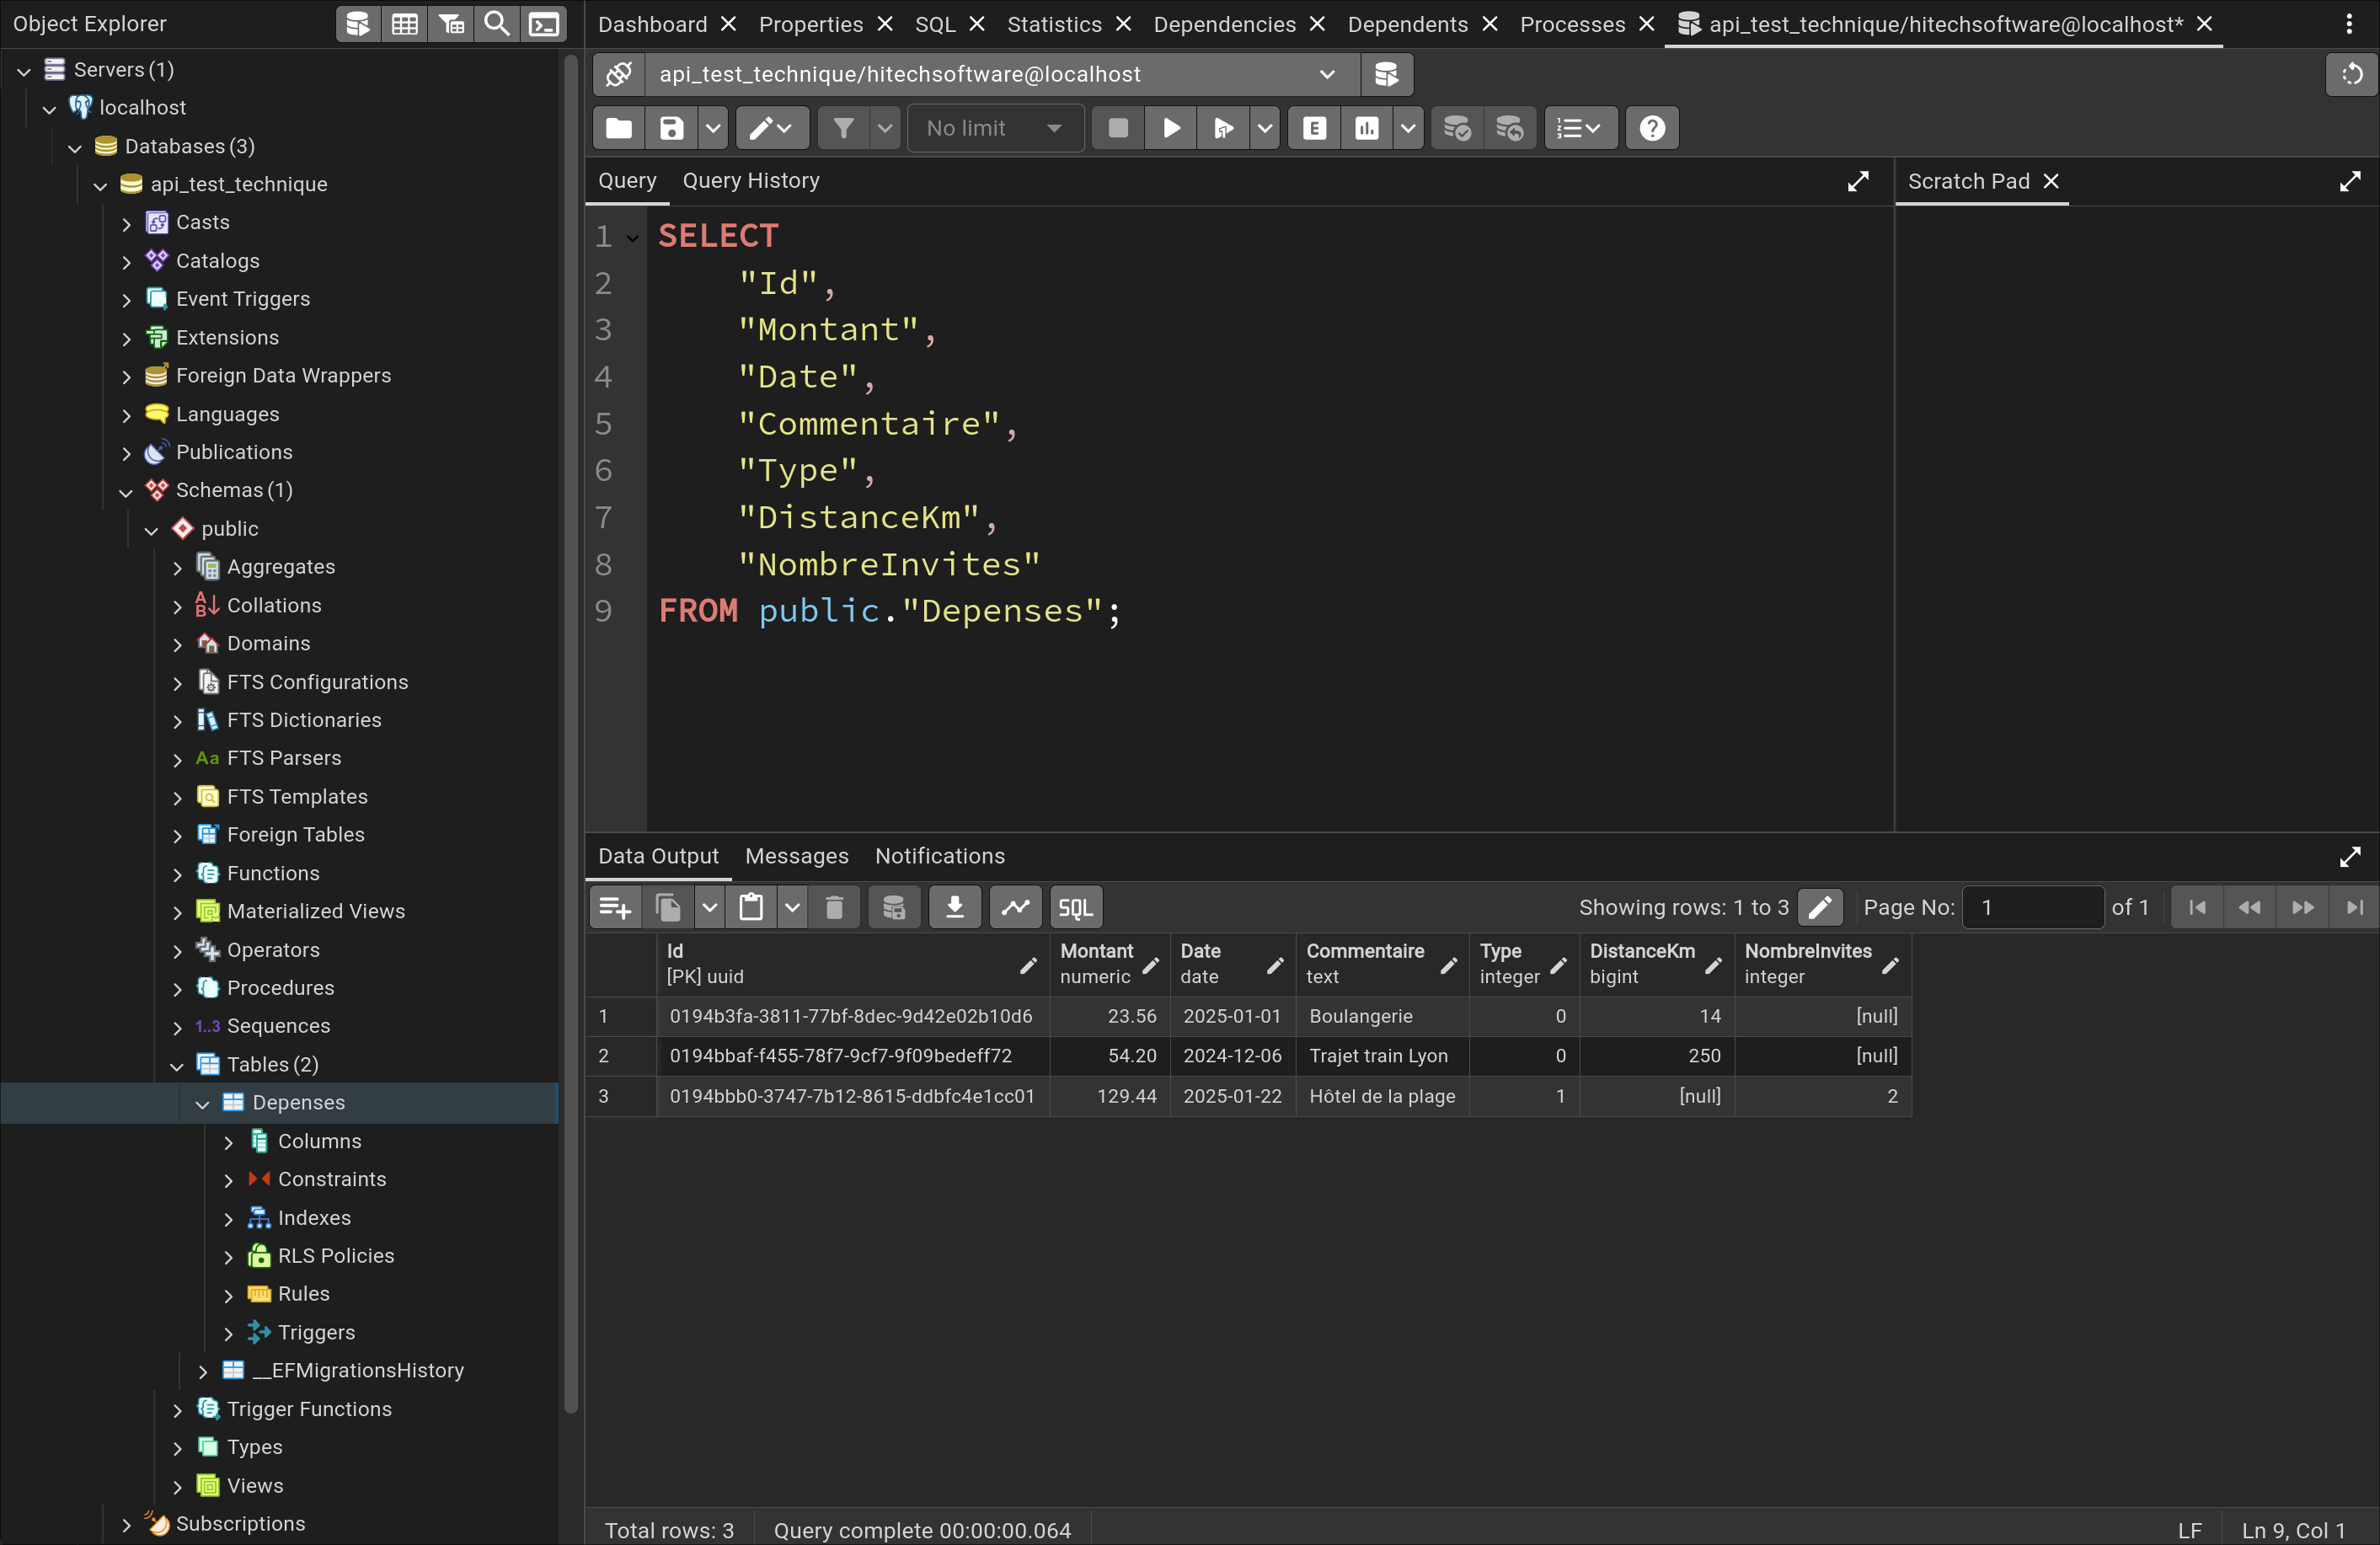 Object Explorer
Servers (1)
localhost
Databases (3)
api_test_technique
Casts
Catalogs
Event Triggers
Extensions
Foreign Data Wrappers
Languages
Publications
Schemas (1)
public
Aggregates
Collations
Domains
FTS Configurations
FTS Dictionaries
Aa FTS Parsers
FTS Templates
Foreign Tables
Functions
Materialized Views
Operators
Procedures
1..3 Sequences
Tables (2)
Depenses
Columns
Constraints
Indexes
RLS Policies
Rules
Triggers
__EFMigrationsHistory
Trigger Functions
Types
Views
Subscriptions
Dashboard Properties SQL Statistics Dependencies Dependents Processes api_test_technique/hitechsoftware@localhost*
api_test_technique/hitechsoftware@localhost
No limit E
Query Query History
1 SELECT
2 "Id",
3 "Montant",
4 "Date",
5 "Commentaire",
6 "Type",
7 "DistanceKm",
8 "NombreInvites"
9 FROM public."Depenses";
Scratch Pad
Data Output Messages Notifications
SQL Showing rows: 1 to 3 Page No: 1 of 1
Id Montant Date Commentaire Type DistanceKm NombreInvites
[PK] uuid numeric date text integer bigint integer
1 0194b3fa-3811-77bf-8dec-9d42e02b10d6 23.56 2025-01-01 Boulangerie 0 14 [null]
2 0194bbaf-f455-78f7-9cf7-9f09bedeff72 54.20 2024-12-06 Trajet train Lyon 0 250 [null]
3 0194bbb0-3747-7b12-8615-ddbfc4e1cc01 129.44 2025-01-22 Hôtel de la plage 1 [null] 2
Total rows: 3 Query complete 00:00:00.064 LF Ln 9, Col 1